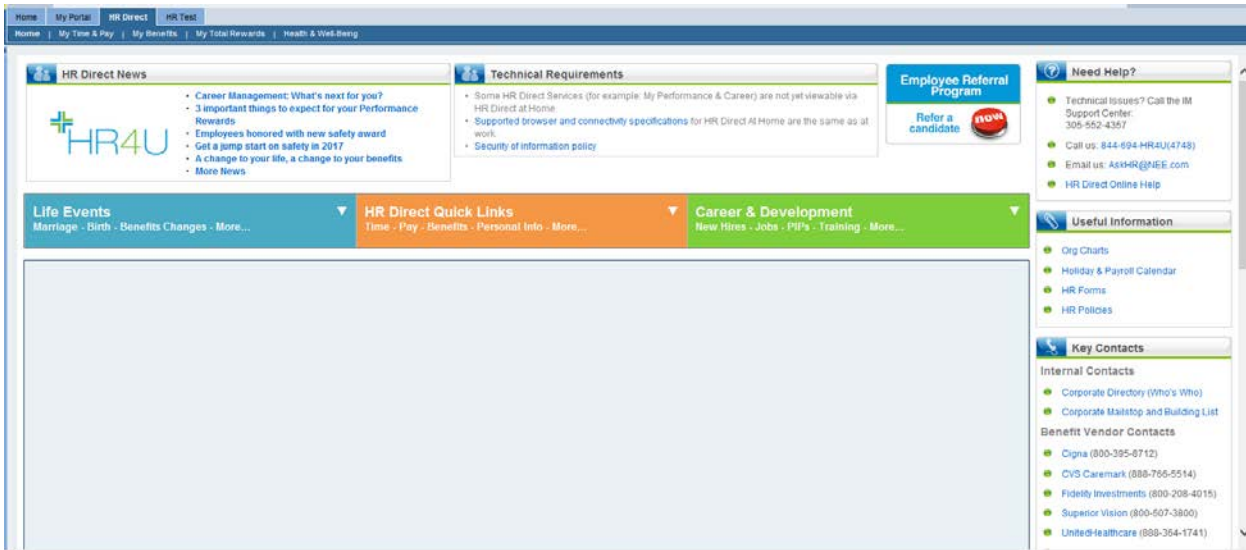 Home My Portal HR Direct HR Test
Home | My Time & Pay | My Benefits | My Total Rewards | Health & Well-Being
HR Direct News
HR4U
• Career Management: What's next for you?
• 3 important things to expect for your Performance
Rewards
• Employees honored with new safety award
• Get a jump start on safety in 2017
• A change to your life, a change to your benefits
• More News
Technical Requirements
• Some HR Direct Services (for example: My Performance & Career) are not yet viewable via
HR Direct at Home.
• Supported browser and connectivity specifications for HR Direct At Home are the same as at
work.
• Security of information policy
Employee Referral
Program
Refer a
candidate
now
Life Events
Marriage - Birth - Benefits Changes - More...
HR Direct Quick Links
Time - Pay - Benefits - Personal Info - More...
Career & Development
New Hires - Jobs - PIPs - Training - More...
Need Help?
Technical Issues? Call the IM
Support Center:
305-552-4357
Call us: 844-694-HR4U(4748)
Email us: AskHR@NEE.com
HR Direct Online Help
Useful Information
Org Charts
Holiday & Payroll Calendar
HR Forms
HR Policies
Key Contacts
Internal Contacts
Corporate Directory (Who's Who)
Corporate Mailstop and Building List
Benefit Vendor Contacts
Cigna (800-395-8712)
CVS Caremark (888-766-5514)
Fidelity Investments (800-208-4015)
Superior Vision (800-507-3800)
UnitedHealthcare (888-364-1741)